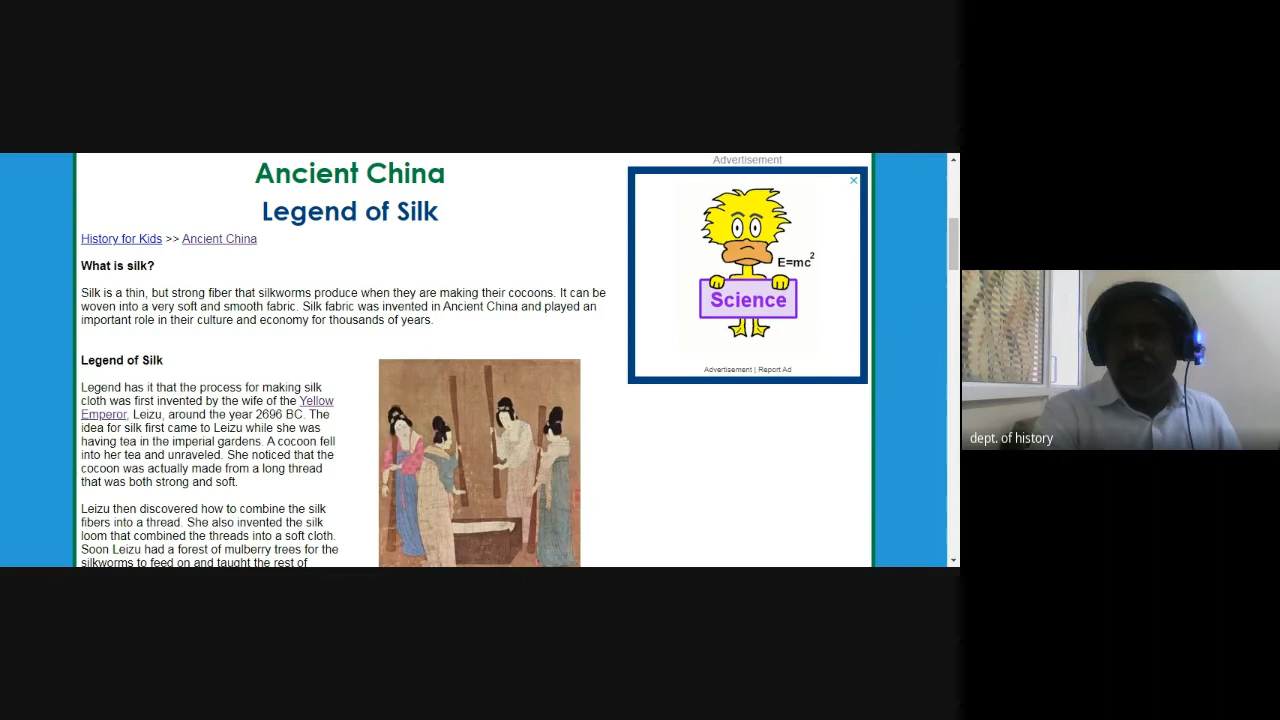 Ancient China
Legend of Silk
History for Kids >> Ancient China
What is silk?
Silk is a thin, but strong fiber that silkworms produce when they are making their cocoons. It can be
woven into a very soft and smooth fabric. Silk fabric was invented in Ancient China and played an
important role in their culture and economy for thousands of years.
Legend of Silk
Legend has it that the process for making silk
cloth was first invented by the wife of the Yellow
Emperor, Leizu, around the year 2696 BC. The
idea for silk first came to Leizu while she was
having tea in the imperial gardens. A cocoon fell
into her tea and unraveled. She noticed that the
cocoon was actually made from a long thread
that was both strong and soft.
Leizu then discovered how to combine the silk
fibers into a thread. She also invented the silk
loom that combined the threads into a soft cloth.
Soon Leizu had a forest of mulberry trees for the
silkworms to feed on and taught the rest of
Advertisement
E=mc2
Science
Advertisement | Report Ad
dept. of history